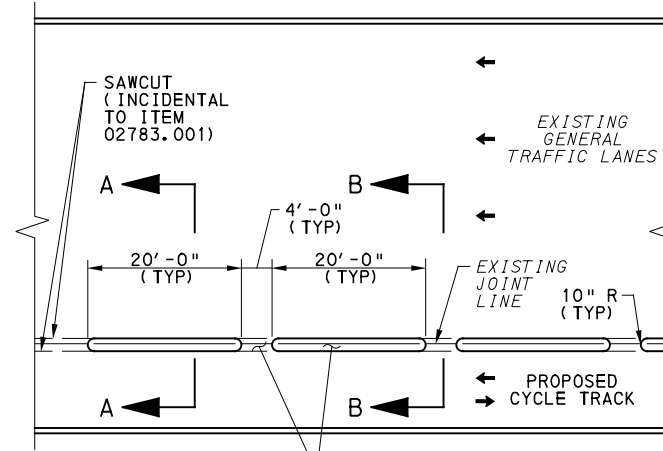 SAWCUT
(INCIDENTAL
TO ITEM
02783.001)
EXISTING
GENERAL
TRAFFIC LANES
A
B
4'-0"
(TYP)
20'-0"
(TYP)
20'-0"
(TYP)
EXISTING
JOINT
LINE
10" R
(TYP)
A
B
PROPOSED
CYCLE TRACK